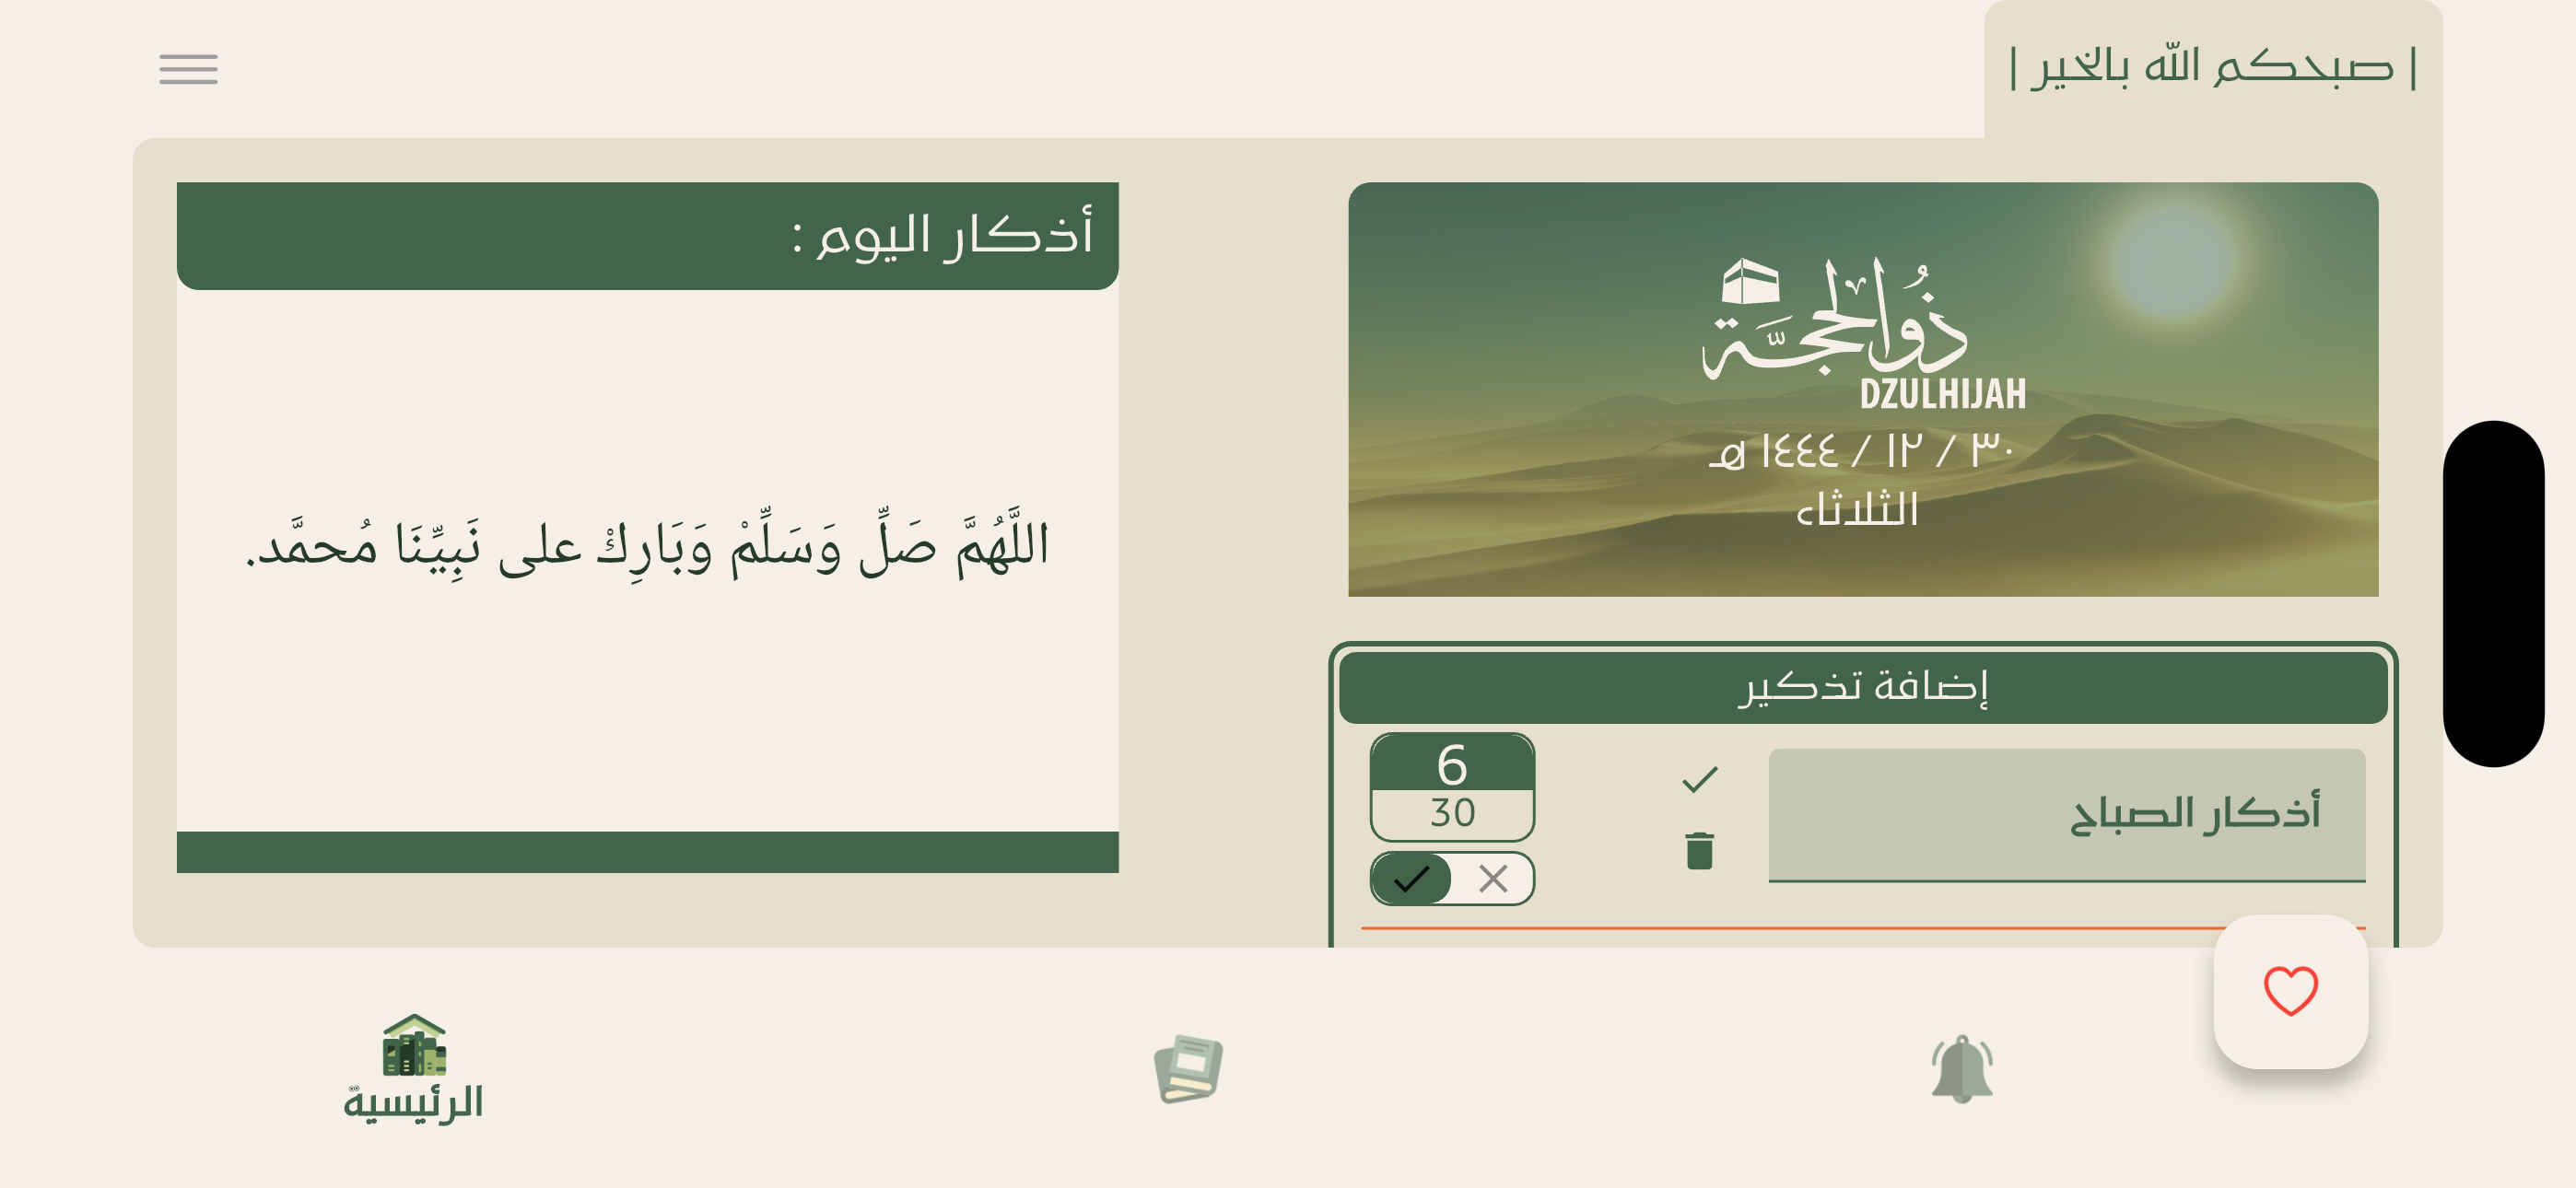 | صبحكم الله بالخير |
ذُوالحجَّة
DZULHIJAH
٣٠ / ١٢ / ١٤٤٤ هـ
الثلاثاء
إضافة تذكير
أذكار الصباح
6
30
أذكار اليوم :
اللَّهُمَّ صَلِّ وَسَلِّمْ وَبَارِكْ على نَبِيِّنَا مُحمَّد.
الرئيسية